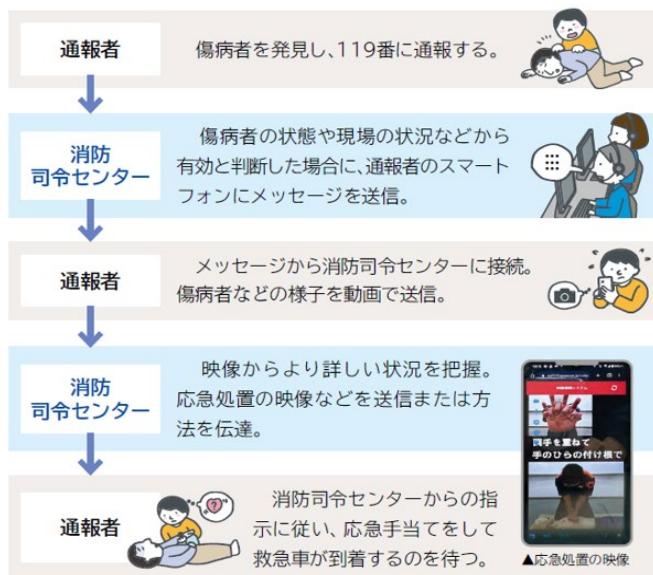 通報者
傷病者を発見し、119番に通報する。
消防
司令センター
傷病者の状態や現場の状況などから
有効と判断した場合に、通報者のスマート
フォンにメッセージを送信。
通報者
メッセージから消防司令センターに接続。
傷病者などの様子を動画で送信。
消防
司令センター
映像からより詳しい状況を把握。
応急処置の映像などを送信または方
法を伝達。
両手を重ねて
手のひらの付け根で
通報者
消防司令センターからの指
示に従い、応急手当てをして
救急車が到着するのを待つ。
▲応急処置の映像